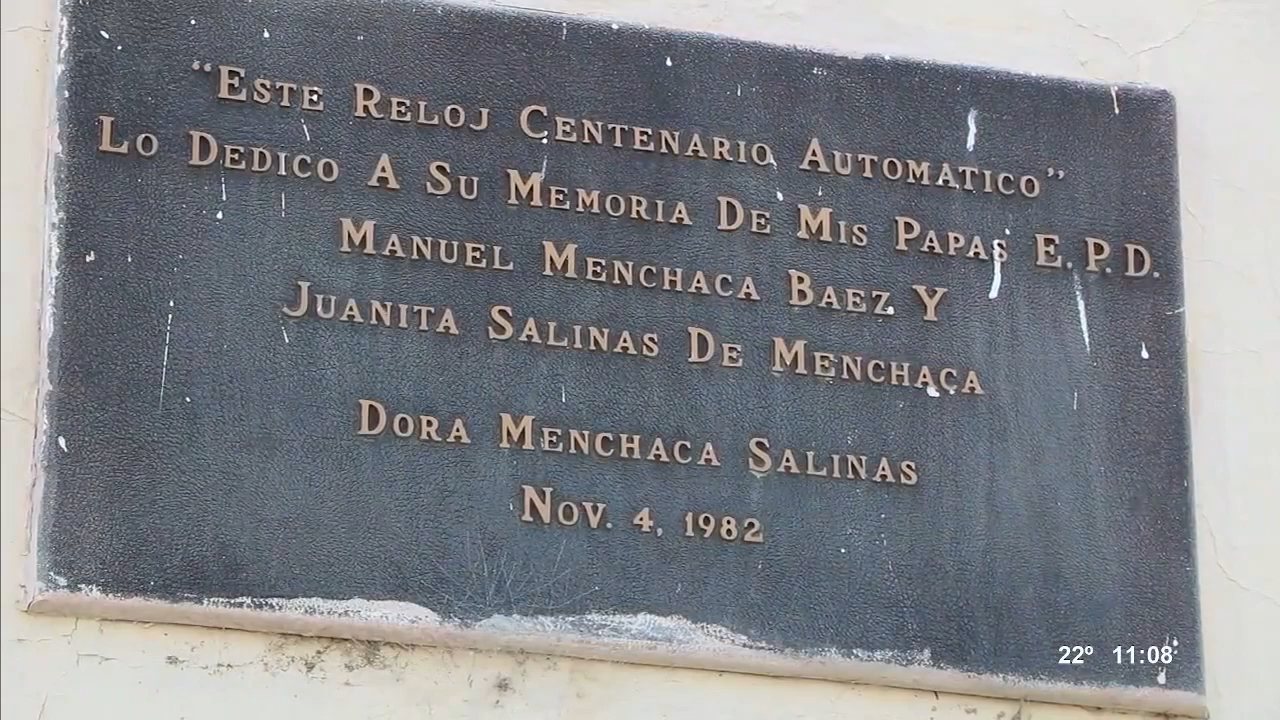 “ESTE RELOJ CENTENARIO AUTOMATICO”
LO DEDICO A SU MEMORIA DE MIS PAPAS E.P.D.
MANUEL MENCHACA BAEZ Y
JUANITA SALINAS DE MENCHACA
DORA MENCHACA SALINAS
NOV. 4, 1982
22º 11:08